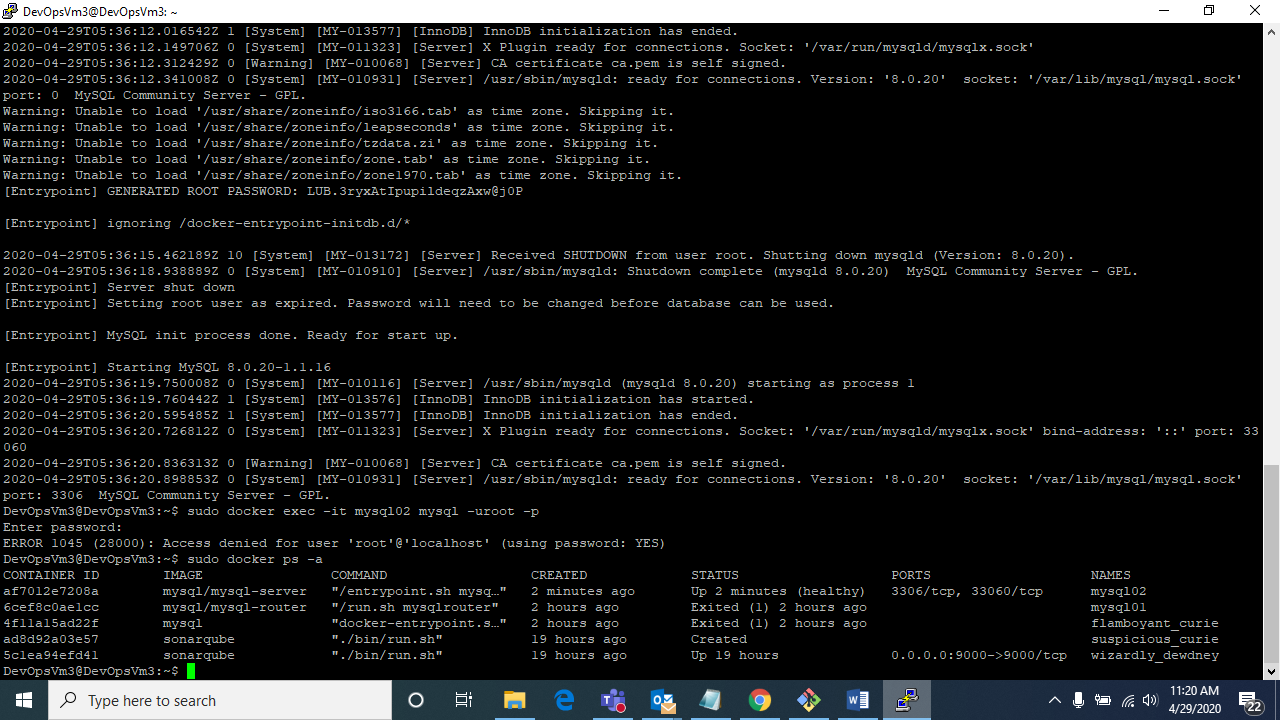 DevOpsVm3@DevOpsVm3: ~
2020-04-29T05:36:12.016542Z 1 [System] [MY-013577] [InnoDB] InnoDB initialization has ended.
2020-04-29T05:36:12.149706Z 0 [System] [MY-011323] [Server] X Plugin ready for connections. Socket: '/var/run/mysqld/mysqlx.sock'
2020-04-29T05:36:12.312429Z 0 [Warning] [MY-010068] [Server] CA certificate ca.pem is self signed.
2020-04-29T05:36:12.341008Z 0 [System] [MY-010931] [Server] /usr/sbin/mysqld: ready for connections. Version: '8.0.20'  socket: '/var/lib/mysql/mysql.sock'
port: 0  MySQL Community Server - GPL.
Warning: Unable to load '/usr/share/zoneinfo/iso3166.tab' as time zone. Skipping it.
Warning: Unable to load '/usr/share/zoneinfo/leapseconds' as time zone. Skipping it.
Warning: Unable to load '/usr/share/zoneinfo/tzdata.zi' as time zone. Skipping it.
Warning: Unable to load '/usr/share/zoneinfo/zone.tab' as time zone. Skipping it.
Warning: Unable to load '/usr/share/zoneinfo/zone1970.tab' as time zone. Skipping it.
[Entrypoint] GENERATED ROOT PASSWORD: LUB.3ryxAtIpupildeqzAxw@j0P
[Entrypoint] ignoring /docker-entrypoint-initdb.d/*
2020-04-29T05:36:15.462189Z 10 [System] [MY-013172] [Server] Received SHUTDOWN from user root. Shutting down mysqld (Version: 8.0.20).
2020-04-29T05:36:18.938889Z 0 [System] [MY-010910] [Server] /usr/sbin/mysqld: Shutdown complete (mysqld 8.0.20)  MySQL Community Server - GPL.
[Entrypoint] Server shut down
[Entrypoint] Setting root user as expired. Password will need to be changed before database can be used.
[Entrypoint] MySQL init process done. Ready for start up.
[Entrypoint] Starting MySQL 8.0.20-1.1.16
2020-04-29T05:36:19.750008Z 0 [System] [MY-010116] [Server] /usr/sbin/mysqld (mysqld 8.0.20) starting as process 1
2020-04-29T05:36:19.760442Z 1 [System] [MY-013576] [InnoDB] InnoDB initialization has started.
2020-04-29T05:36:20.595485Z 1 [System] [MY-013577] [InnoDB] InnoDB initialization has ended.
2020-04-29T05:36:20.726812Z 0 [System] [MY-011323] [Server] X Plugin ready for connections. Socket: '/var/run/mysqld/mysqlx.sock' bind-address: '::' port: 33
060
2020-04-29T05:36:20.836313Z 0 [Warning] [MY-010068] [Server] CA certificate ca.pem is self signed.
2020-04-29T05:36:20.898853Z 0 [System] [MY-010931] [Server] /usr/sbin/mysqld: ready for connections. Version: '8.0.20'  socket: '/var/lib/mysql/mysql.sock'
port: 3306  MySQL Community Server - GPL.
DevOpsVm3@DevOpsVm3:~$ sudo docker exec -it mysql02 mysql -uroot -p
Enter password:
ERROR 1045 (28000): Access denied for user 'root'@'localhost' (using password: YES)
DevOpsVm3@DevOpsVm3:~$ sudo docker ps -a
CONTAINER ID        IMAGE               COMMAND                  CREATED             STATUS                   PORTS                    NAMES
af7012e7208a        mysql/mysql-server   "/entrypoint.sh mysq…"   2 minutes ago       Up 2 minutes (healthy)   3306/tcp, 33060/tcp      mysql02
6cef8c0ae1cc        mysql/mysql-router   "/run.sh mysqlrouter"    2 hours ago         Exited (1) 2 hours ago                            mysql01
4f11a15ad22f        mysql               "docker-entrypoint.s…"   2 hours ago         Exited (1) 2 hours ago                            flamboyant_curie
ad8d92a03e57        sonarqube           "./bin/run.sh"           19 hours ago        Created                                           suspicious_curie
5c1ea94efd41        sonarqube           "./bin/run.sh"           19 hours ago        Up 19 hours              0.0.0.0:9000->9000/tcp   wizardly_dewdney
DevOpsVm3@DevOpsVm3:~$
Type here to search
11:20 AM
4/29/2020
22